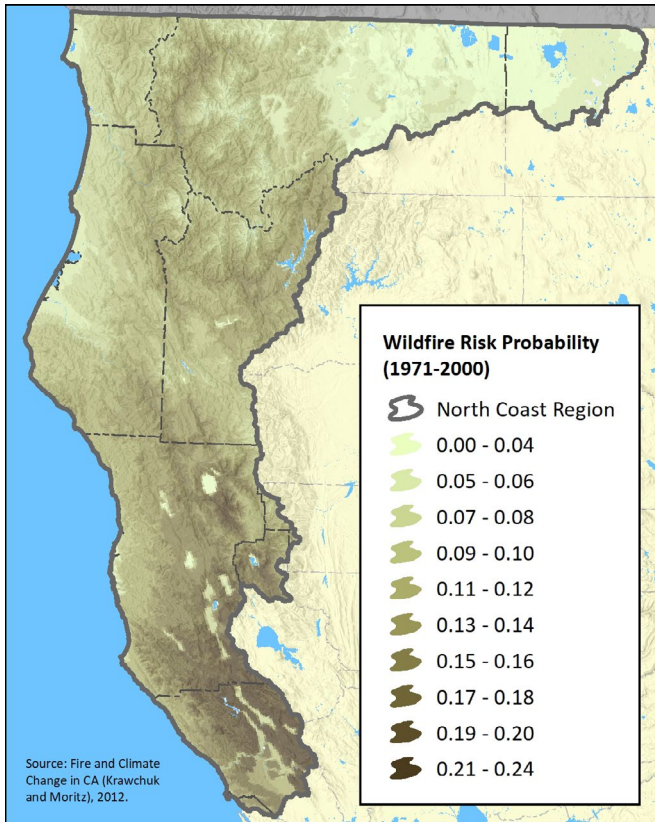 Wildfire Risk Probability
(1971-2000)
North Coast Region
0.00 - 0.04
0.05 - 0.06
0.07 - 0.08
0.09 - 0.10
0.11 - 0.12
0.13 - 0.14
0.15 - 0.16
0.17 - 0.18
0.19 - 0.20
0.21 - 0.24
Source: Fire and Climate
Change in CA (Krawchuk
and Moritz), 2012.